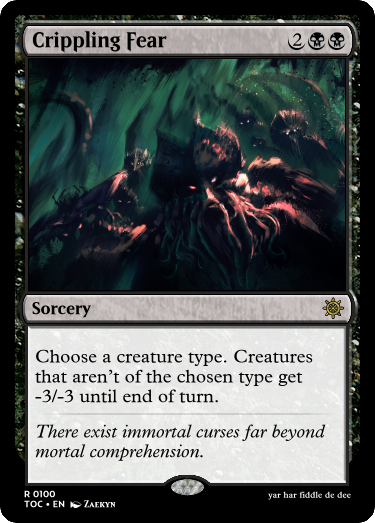 Crippling Fear 2
Sorcery
Choose a creature type. Creatures
that aren't of the chosen type get
-3/-3 until end of turn.
There exist immortal curses far beyond
mortal comprehension.
R 0100
TOC • EN Zaekyn
yar har fiddle de dee